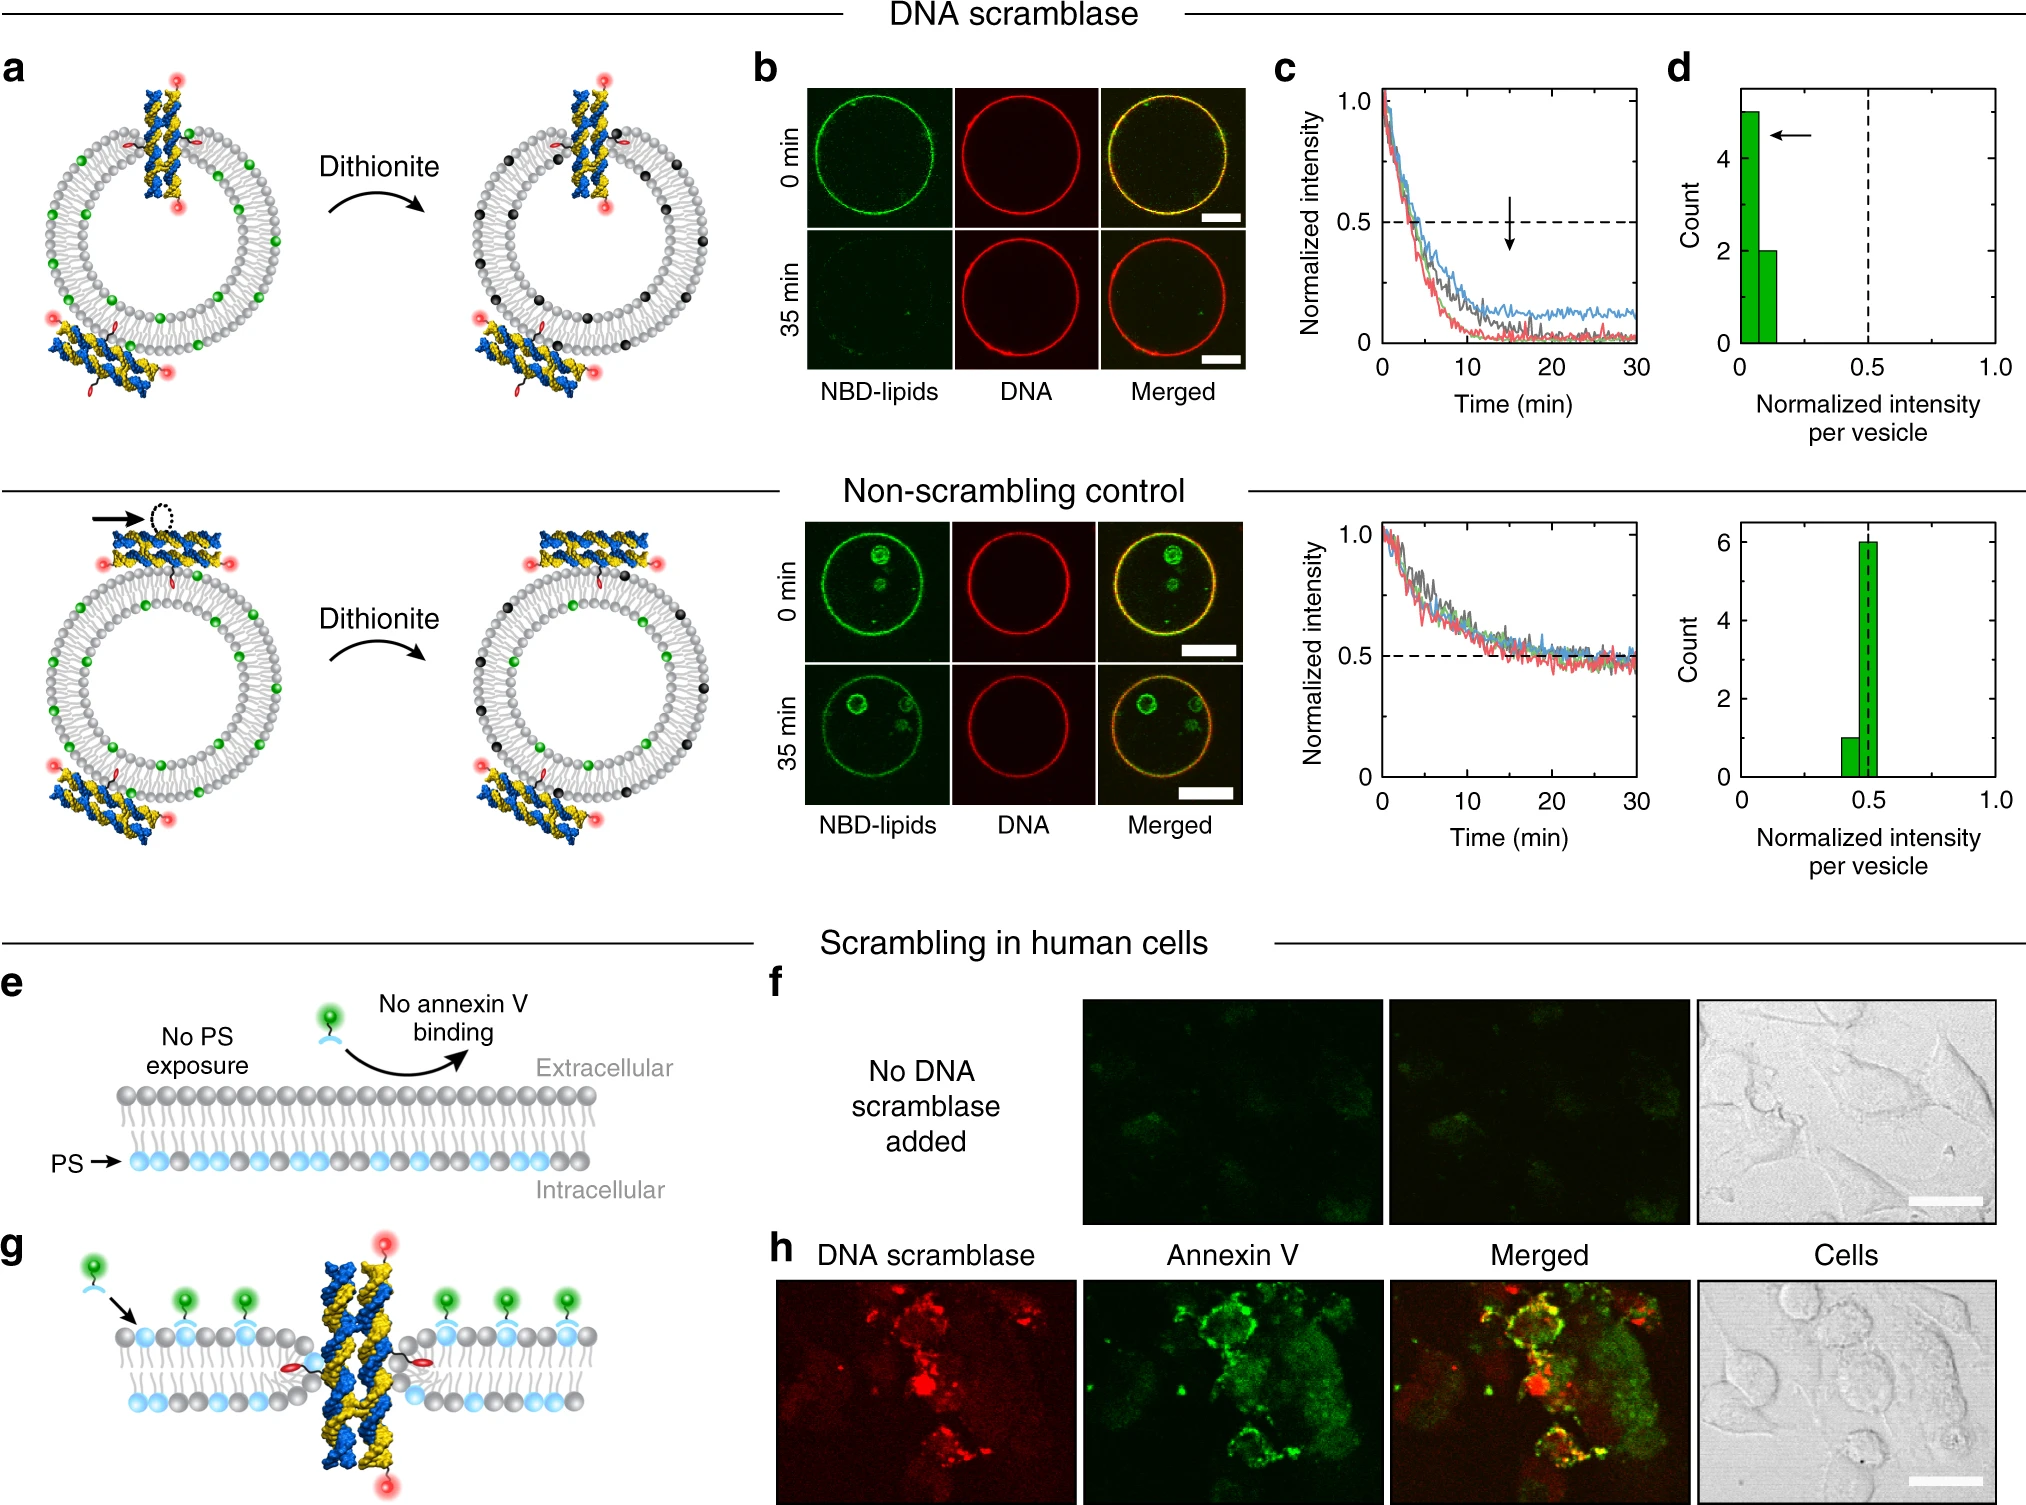 DNA scramblase
a
Dithionite
b
0 min
35 min
NBD-lipids
DNA
Merged
c
Normalized intensity
1.0
0.5
0
0
10
20
30
Time (min)
d
Count
4
2
0
0
0.5
1.0
Normalized intensity
per vesicle
Non-scrambling control
Dithionite
0 min
35 min
NBD-lipids
DNA
Merged
Normalized intensity
1.0
0.5
0
0
10
20
30
Time (min)
Count
6
4
2
0
0
0.5
1.0
Normalized intensity
per vesicle
Scrambling in human cells
e
No PS
exposure
No annexin V
binding
Extracellular
PS
Intracellular
f
No DNA
scramblase
added
g
h
DNA scramblase
Annexin V
Merged
Cells